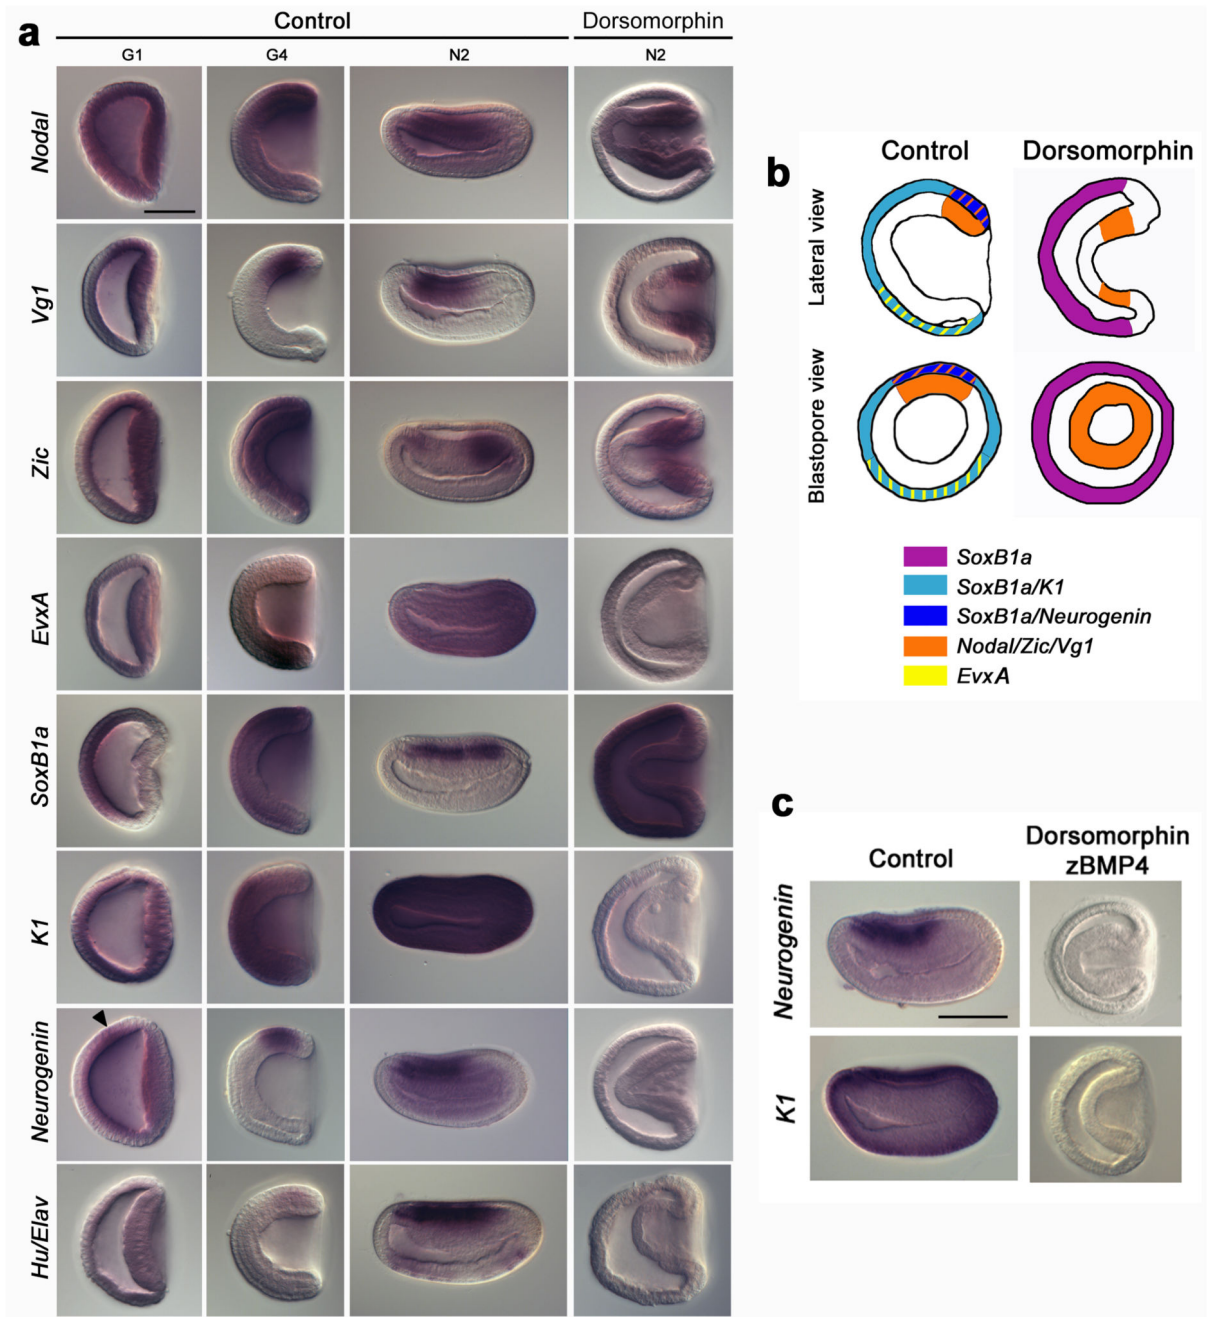 a
Control
Dorsomorphin
G1
G4
N2
N2
Nodal
Vg1
Zic
EvxA
SoxB1a
K1
Neurogenin
Hu/Elav
b
Control
Dorsomorphin
Lateral view
Blastopore view
SoxB1a
SoxB1a/K1
SoxB1a/Neurogenin
Nodal/Zic/Vg1
EvxA
c
Control
Dorsomorphin
zBMP4
Neurogenin
K1